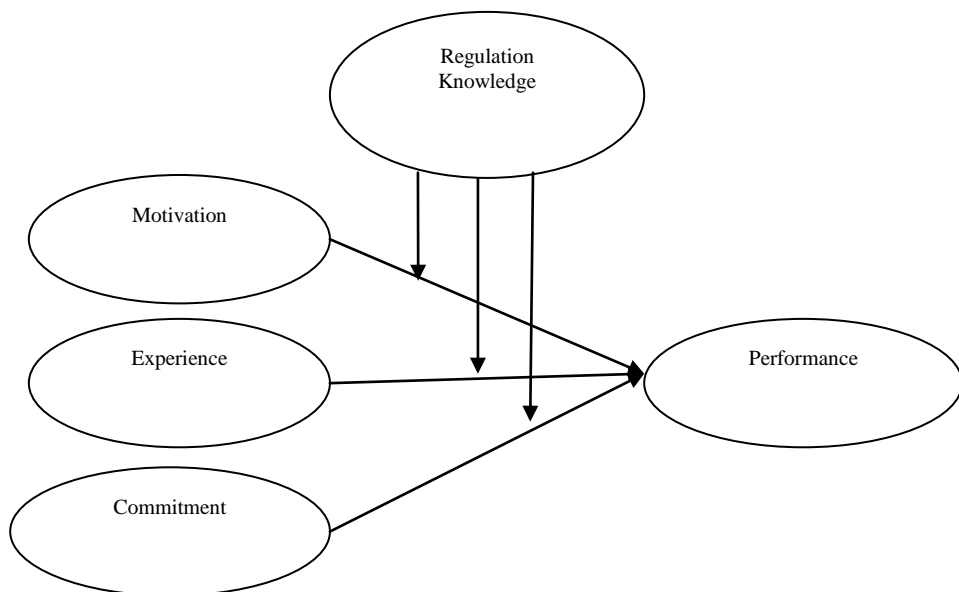 Regulation
Knowledge
Motivation
Experience
Performance
Commitment